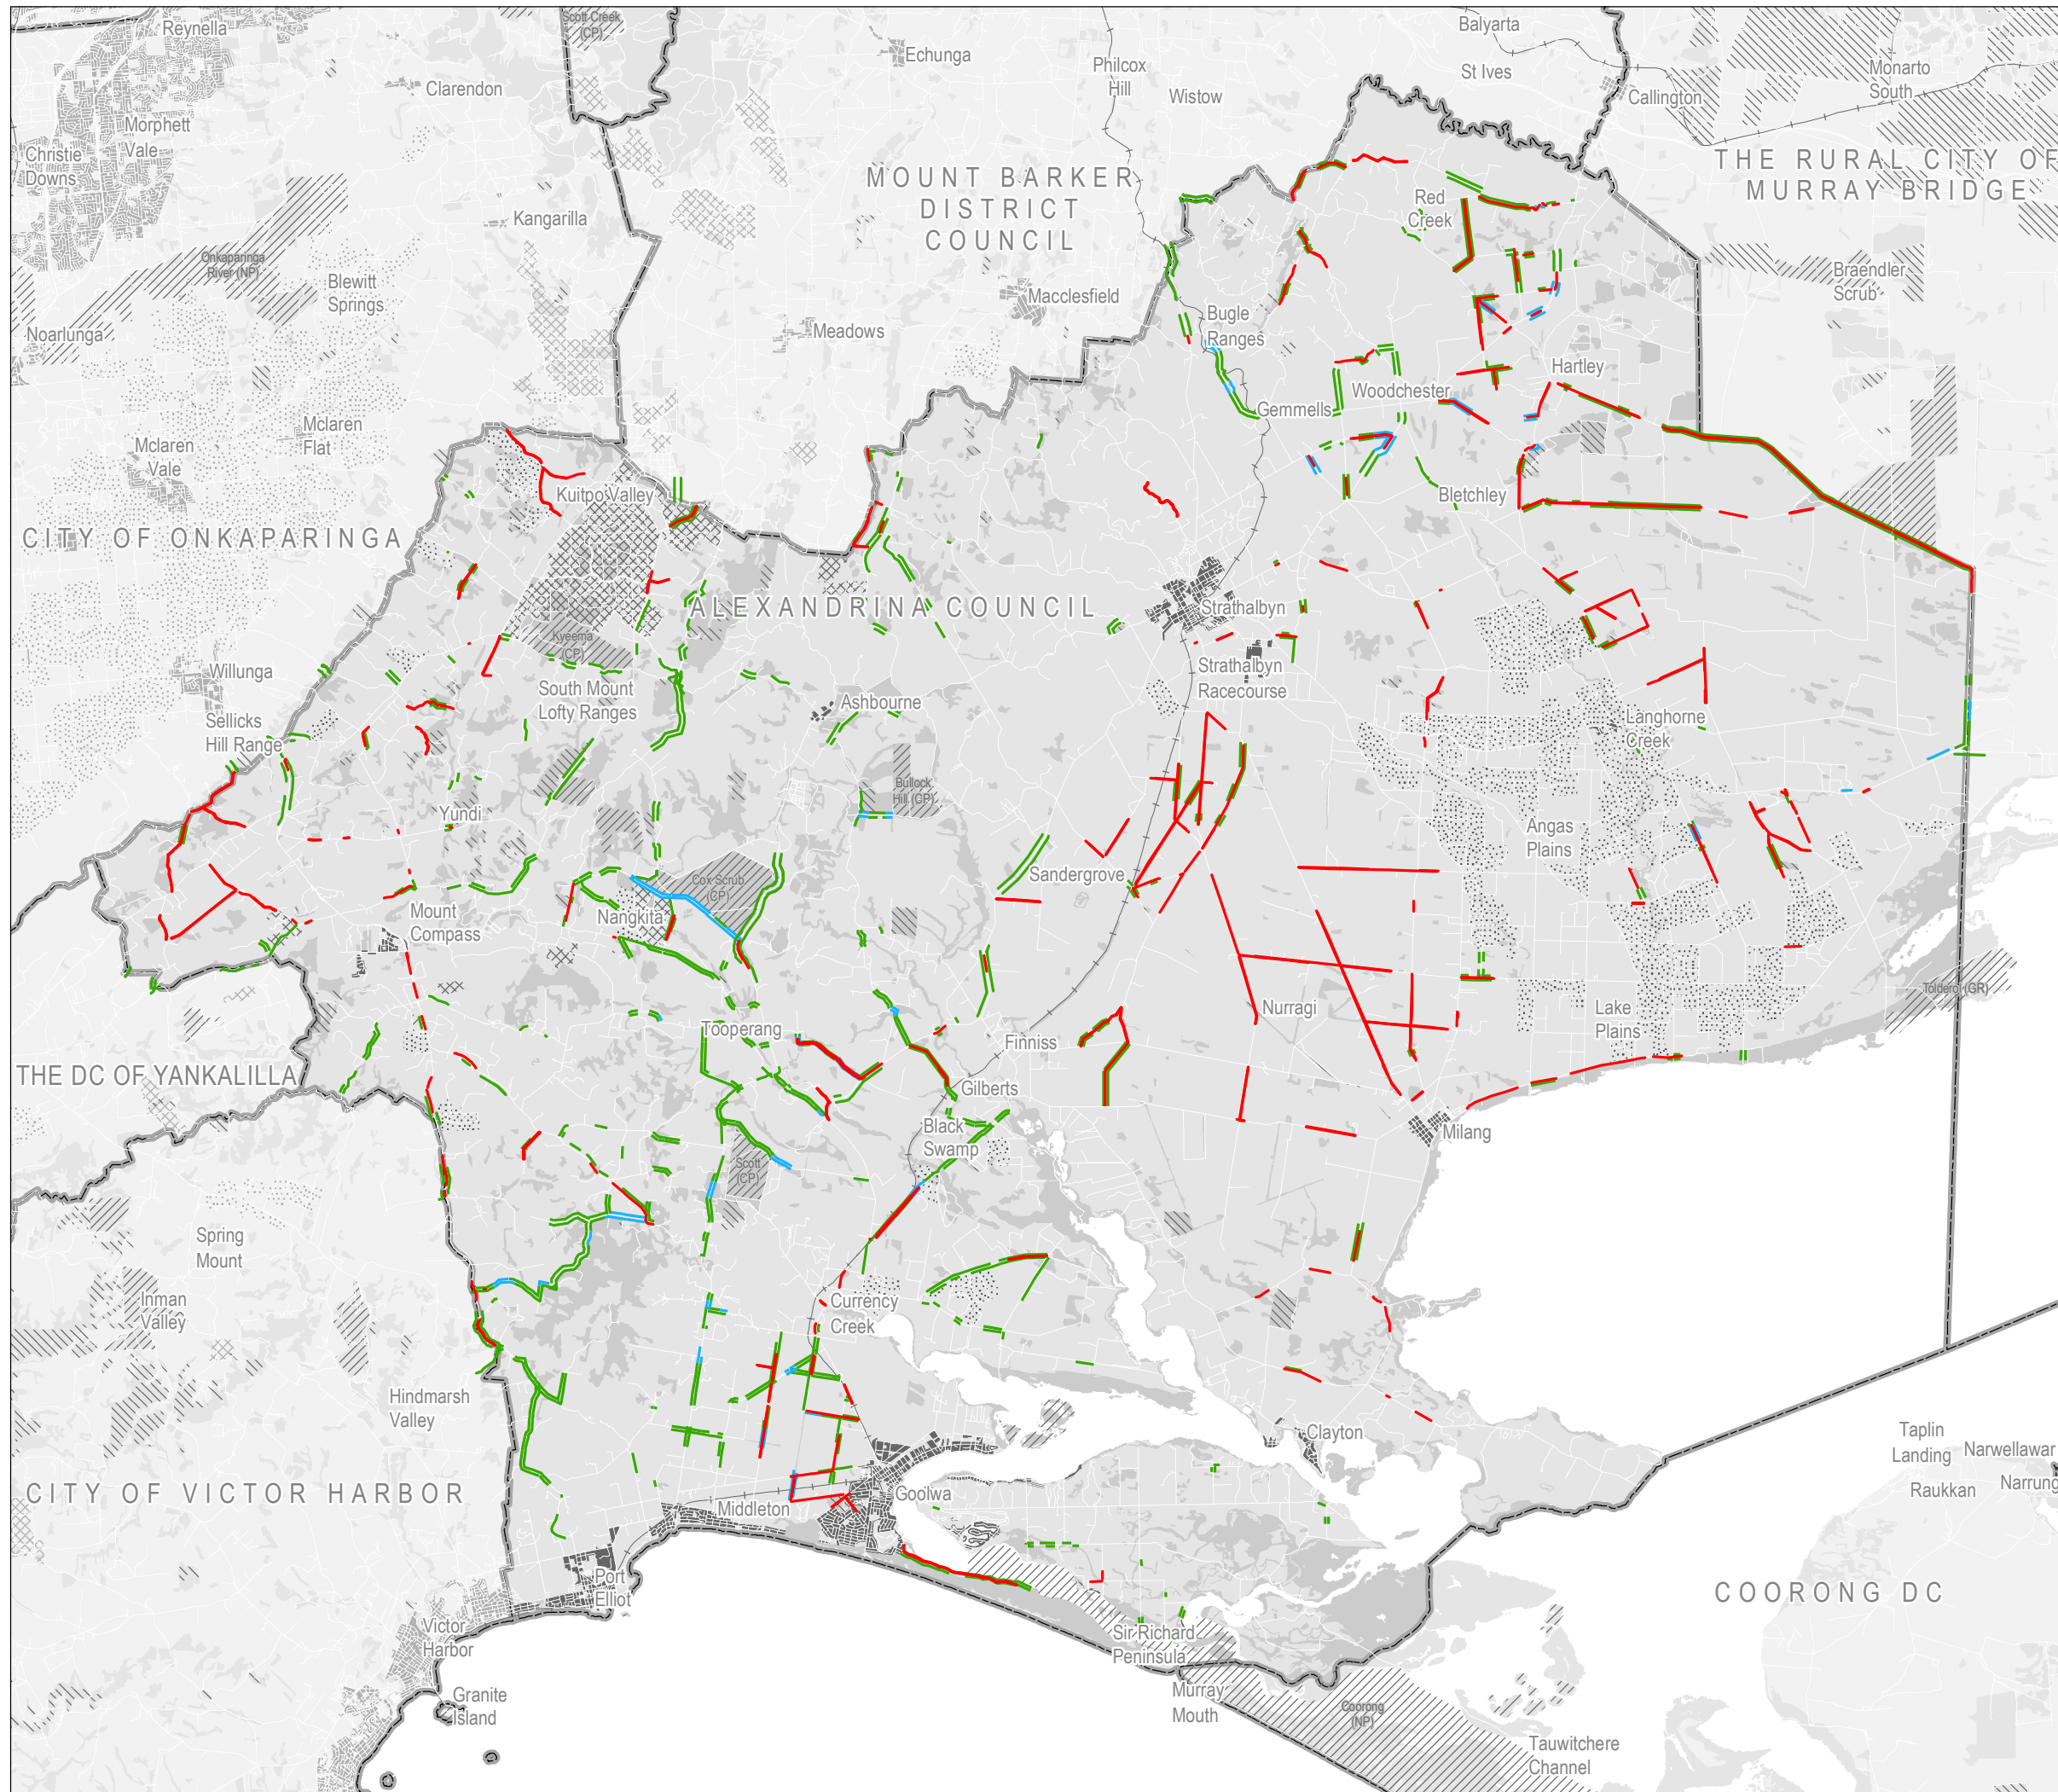 Reynella
Scott Creek
(CP)
Echunga
Balyarta
Clarendon
Philcox
Hill
Wistow
St Ives
Callington
Monarto
South
Morphett
Vale
Christie
Downs
MOUNT BARKER
DISTRICT
COUNCIL
THE RURAL CITY OF
MURRAY BRIDGE
Kangarilla
Red
Creek
Onkaparinga
River (NP)
Blewitt
Springs
Macclesfield
Braendler
Scrub
Noarlunga
Meadows
Bugle
Ranges
Hartley
Woodchester
Gemmells
Mclaren
Flat
Mclaren
Vale
Kuitpo Valley
Bletchley
CITY OF ONKAPARINGA
ALEXANDRINA COUNCIL
Strathalbyn
Kyeema
(CP)
Willunga
Strathalbyn
Racecourse
South Mount
Lofty Ranges
Ashbourne
Sellicks
Hill Range
Langhorne
Creek
Bullock
Hill (CP)
Yundi
Angas
Plains
Sandergrove
Cox Scrub
(CP)
Mount
Compass
Nangkita
Tolderol (GR)
Nurragi
Lake
Plains
Tooperang
Finniss
THE DC OF YANKALILLA
Gilberts
Black
Swamp
Milang
Scott
(CP)
Spring
Mount
Inman
Valley
Currency
Creek
Hindmarsh
Valley
Clayton
Taplin
Landing
Narwellawar
Raukkan
Narrung
CITY OF VICTOR HARBOR
Middleton
Goolwa
Port
Elliot
COORONG DC
Victor
Harbor
Sir Richard
Peninsula
Granite
Island
Murray
Mouth
Coorong
(NP)
Tauwitchere
Channel